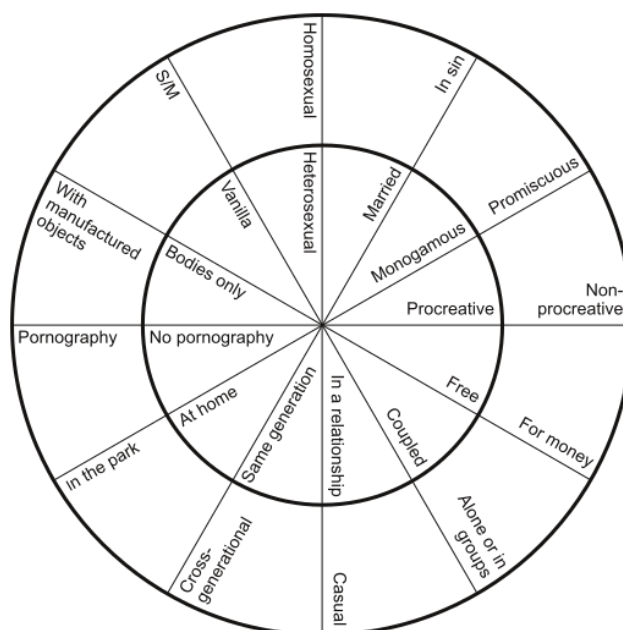 Homosexual
Heterosexual
In sin
Married
Promiscuous
Monogamous
Non-
procreative
Procreative
For money
Free
Alone or in
groups
Coupled
Casual
In a relationship
Cross-
generational
Same generation
In the park
At home
Pornography
No pornography
With
manufactured
objects
Bodies only
S/M
Vanilla